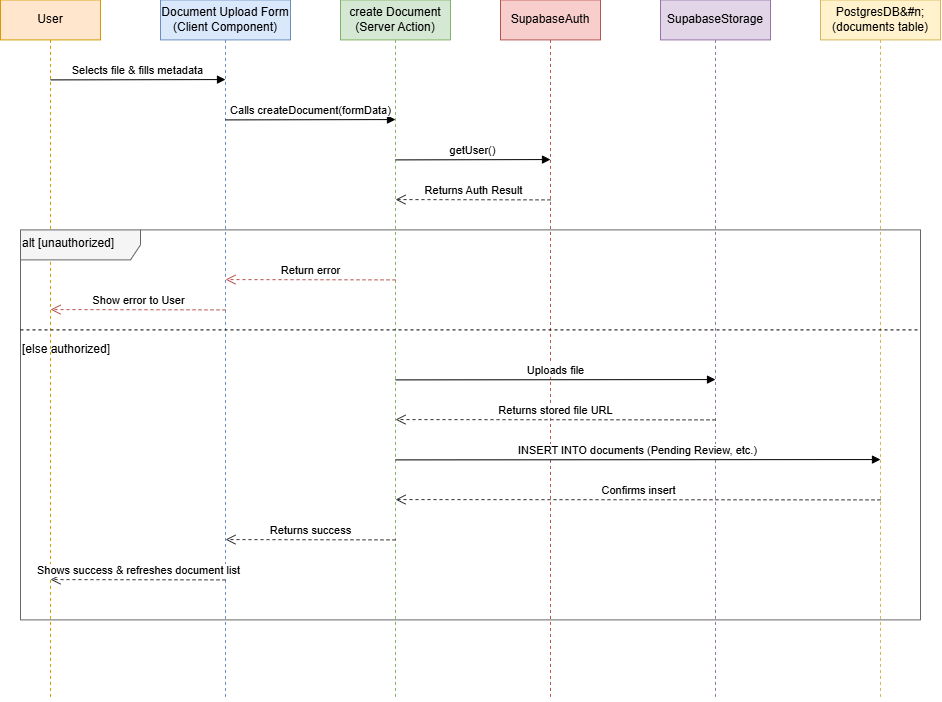 User
Document Upload Form
(Client Component)
create Document
(Server Action)
SupabaseAuth
SupabaseStorage
PostgresDB&#n;
(documents table)
Selects file & fills metadata
Calls createDocument(formData)
getUser()
Returns Auth Result
alt [unauthorized]
Return error
Show error to User
[else authorized]
Uploads file
Returns stored file URL
INSERT INTO documents (Pending Review, etc.)
Confirms insert
Returns success
Shows success & refreshes document list